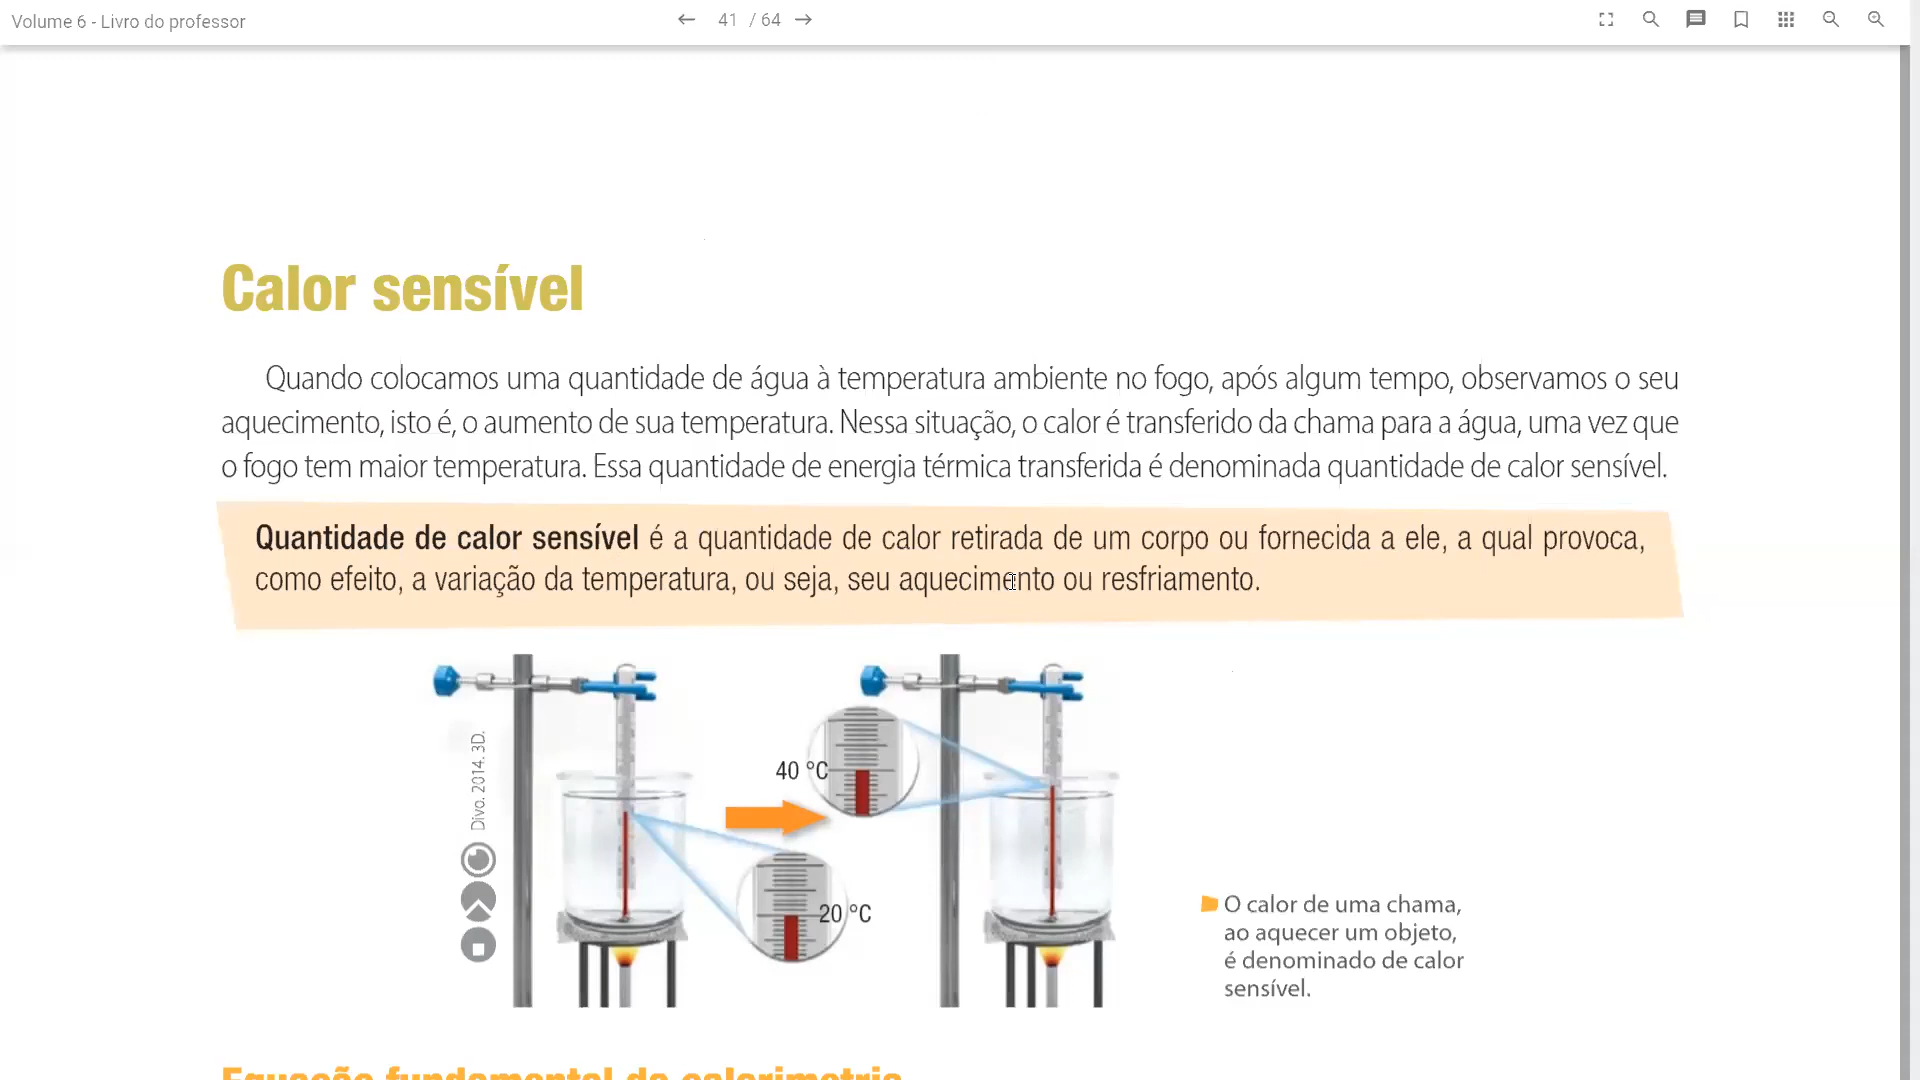 Volume 6 - Livro do professor
41 / 64
Calor sensível
Quando colocamos uma quantidade de água à temperatura ambiente no fogo, após algum tempo, observamos o seu
aquecimento, isto é, o aumento de sua temperatura. Nessa situação, o calor é transferido da chama para a água, uma vez que
o fogo tem maior temperatura. Essa quantidade de energia térmica transferida é denominada quantidade de calor sensível.
Quantidade de calor sensível é a quantidade de calor retirada de um corpo ou fornecida a ele, a qual provoca,
como efeito, a variação da temperatura, ou seja, seu aquecimento ou resfriamento.
Divo. 2014. 3D.
40 °C
20 °C
O calor de uma chama,
ao aquecer um objeto,
é denominado de calor
sensível.
Equação fundamental da calorimetria